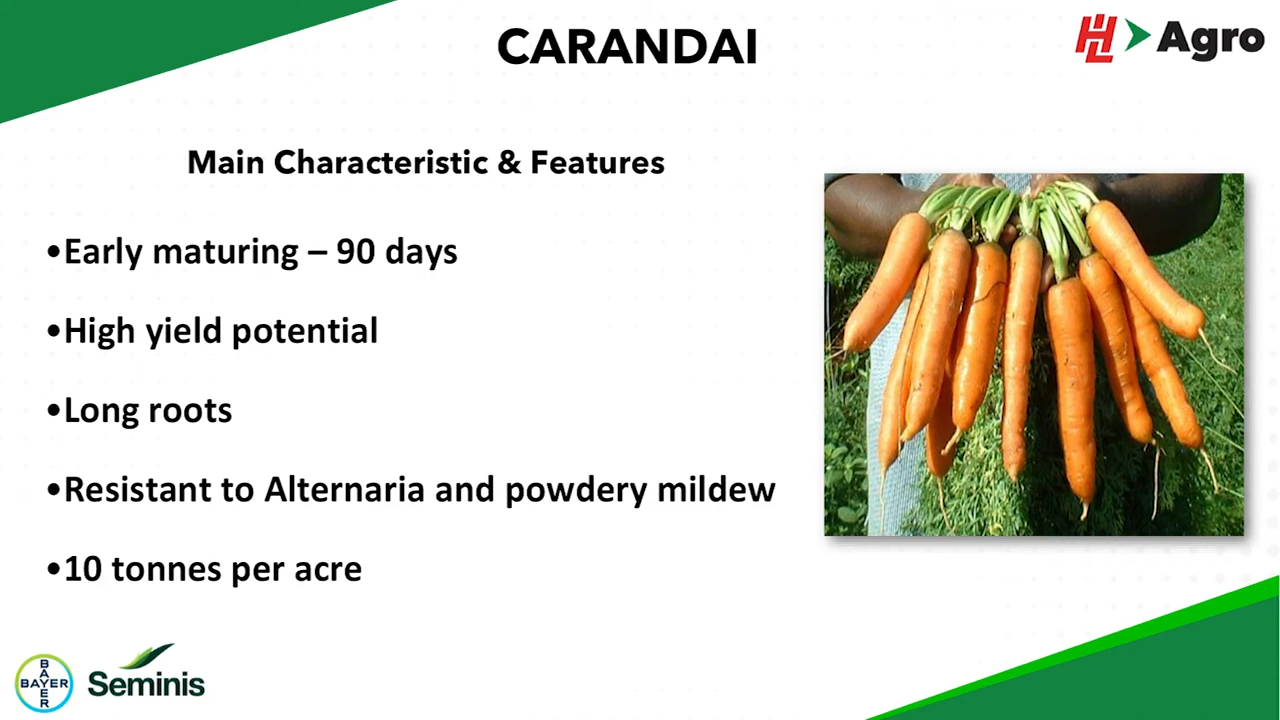 CARANDAI
HL Agro
Main Characteristic & Features
•Early maturing – 90 days
•High yield potential
•Long roots
•Resistant to Alternaria and powdery mildew
•10 tonnes per acre
BAYER
BAYER
Seminis